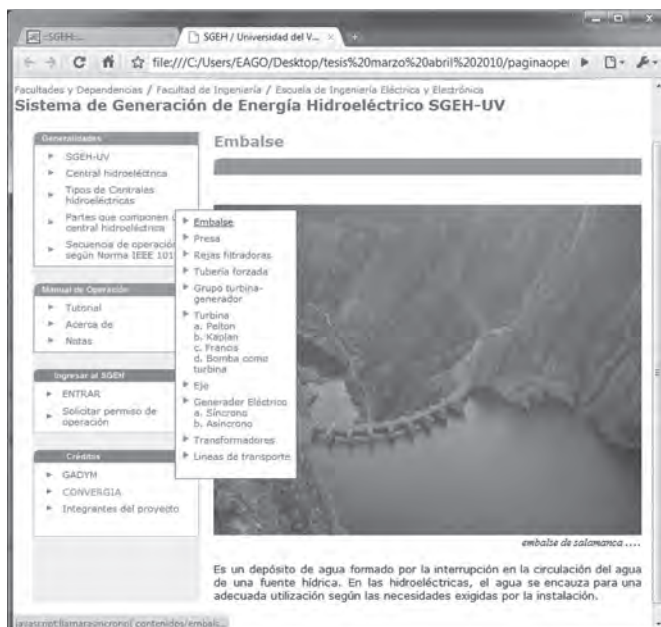 SGEH / Universidad del V...
file:///C:/Users/EAGO/Desktop/tesis%20marzo%20abril%202010/paginaoper
Facultades y Dependencias / Facultad de Ingeniería / Escuela de Ingeniería Eléctrica y Electrónica
Sistema de Generación de Energía Hidroeléctrico SGEH-UV
Generalidades
SGEH-UV
Central hidroeléctrica
Tipos de Centrales
hidroeléctricas
Partes que componen
central hidroeléctrica
Secuencia de operación
según Norma IEEE 101
Manual de Operación
Tutorial
Acerca de
Notas
Ingresar al SGEH
ENTRAR
Solicitar permiso de
operación
Créditos
GADYM
CONVERGIA
Integrantes del proyecto
Embalse
Presa
Rejas filtradoras
Tubería forzada
Grupo turbina-
generador
Turbina
a. Pelton
b. Kaplan
c. Francis
d. Bomba como
turbina
Eje
Generador Eléctrico
a. Síncrono
b. Asíncrono
Transformadores
Lineas de transporte
Embalse
embalse de salamanca ....
Es un depósito de agua formado por la interrupción en la circulación del agua
de una fuente hídrica. En las hidroeléctricas, el agua se encauza para una
adecuada utilización según las necesidades exigidas por la instalación.